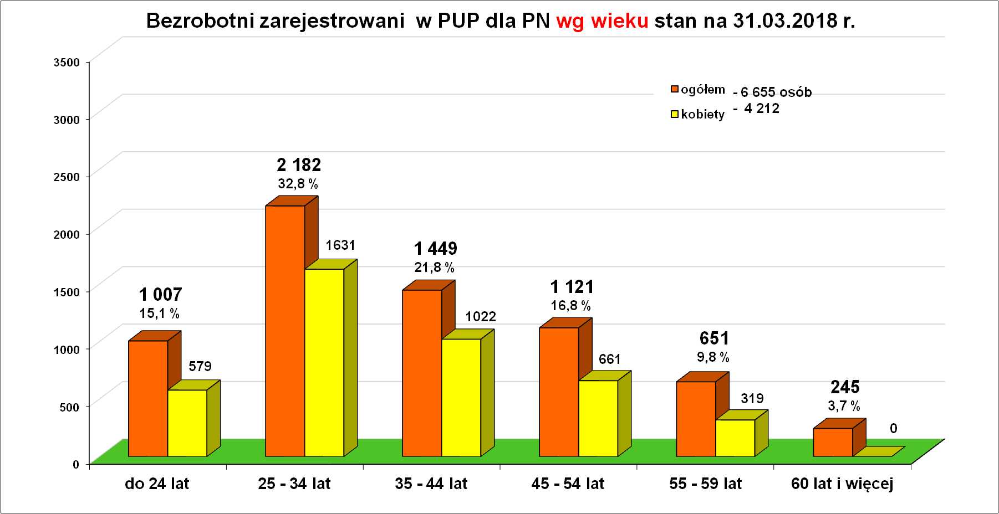 Bezrobotni zarejestrowani w PUP dla PN wg wieku stan na 31.03.2018 r.
3500
3000
2500
2000
1500
1000
500
0
ogółem - 6 655 osób
kobiety - 4 212
1 007
15,1 %
579
2 182
32,8 %
1631
1 449
21,8 %
1022
1 121
16,8 %
661
651
9,8 %
319
245
3,7 %
0
do 24 lat
25 - 34 lat
35 - 44 lat
45 - 54 lat
55 - 59 lat
60 lat i więcej